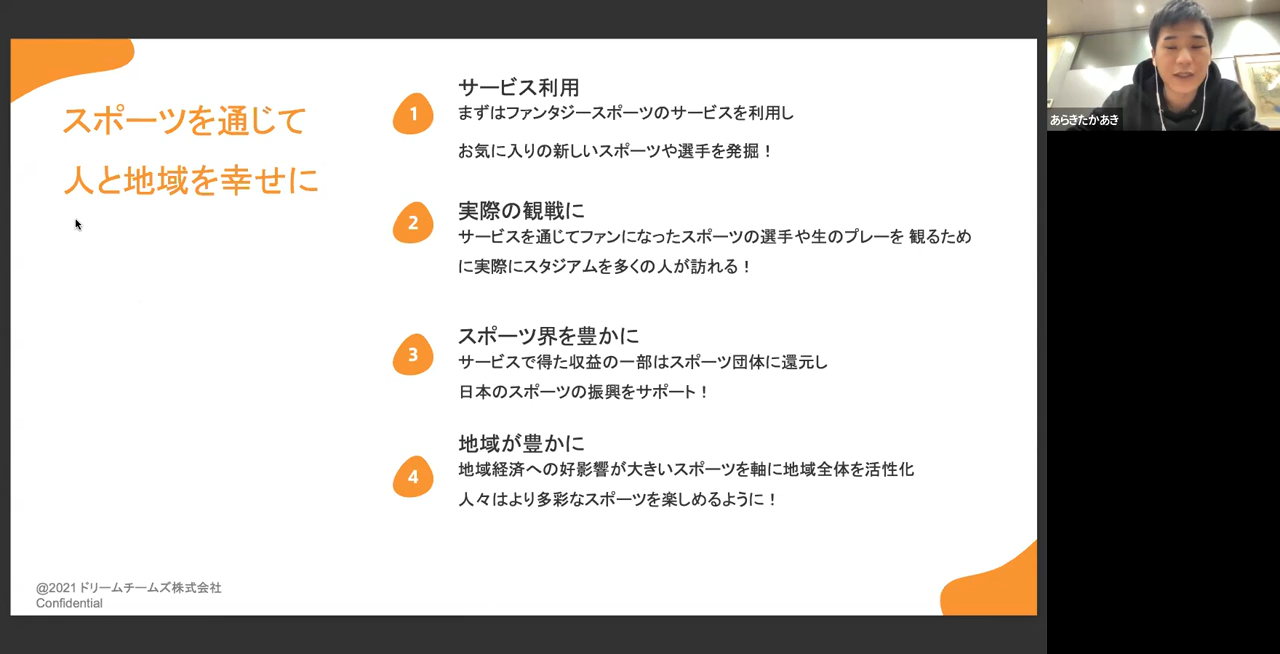 スポーツを通じて
人と地域を幸せに
1
サービス利用
まずはファンタジースポーツのサービスを利用し
お気に入りの新しいスポーツや選手を発掘！
2
実際の観戦に
サービスを通じてファンになったスポーツの選手や生のプレーを 観るため
に実際にスタジアムを多くの人が訪れる！
3
スポーツ界を豊かに
サービスで得た収益の一部はスポーツ団体に還元し
日本のスポーツの振興をサポート！
4
地域が豊かに
地域経済への好影響が大きいスポーツを軸に地域全体を活性化
人々はより多彩なスポーツを楽しめるように！
@2021 ドリームチームズ株式会社
Confidential
あらきたかあき